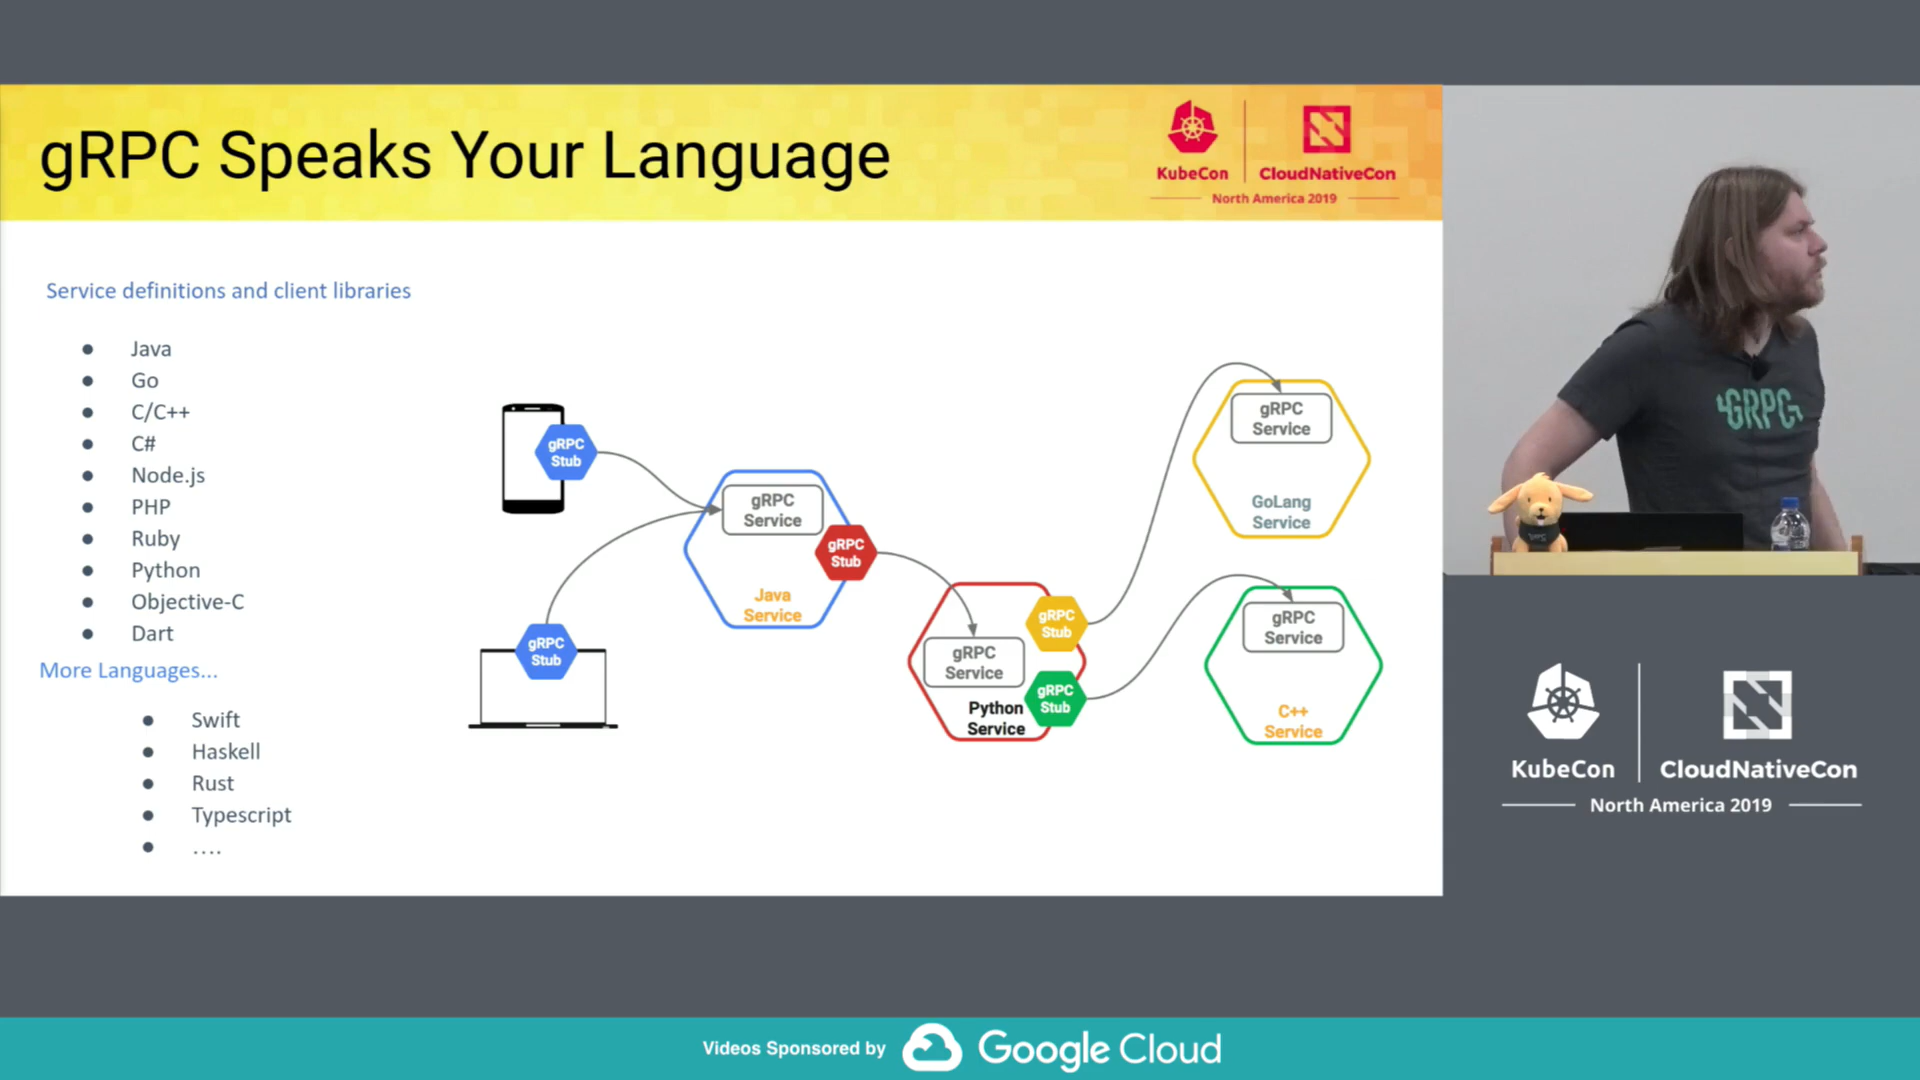 gRPC Speaks Your Language
KubeCon
CloudNativeCon
North America 2019
Service definitions and client libraries
● Java
● Go
● C/C++
● C#
● Node.js
● PHP
● Ruby
● Python
● Objective-C
● Dart
More Languages...
● Swift
● Haskell
● Rust
● Typescript
● ....
gRPC
Stub
gRPC
Stub
gRPC
Service
Java
Service
gRPC
Stub
gRPC
Service
Python
Service
gRPC
Stub
gRPC
Stub
gRPC
Service
GoLang
Service
gRPC
Service
C++
Service
GRPC
KubeCon
CloudNativeCon
North America 2019
Videos Sponsored by
Google Cloud